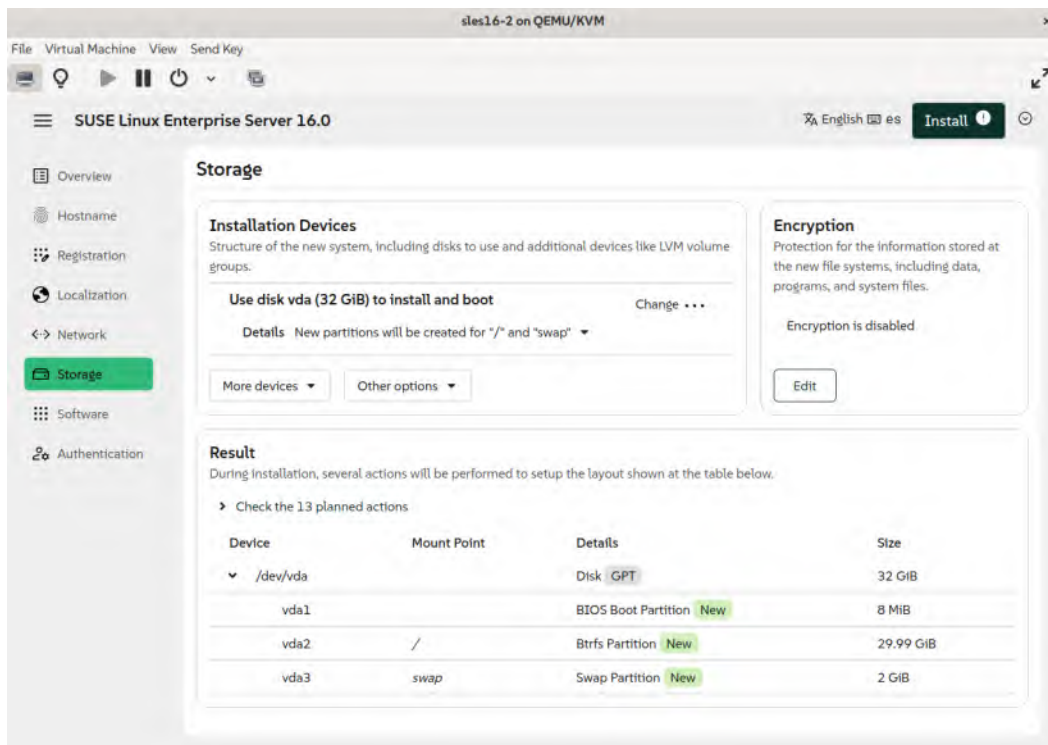 sles16-2 on QEMU/KVM
File Virtual Machine View Send Key
SUSE Linux Enterprise Server 16.0
English es
Install
Overview
Hostname
Registration
Localization
Network
Storage
Software
Authentication
Storage
Installation Devices
Structure of the new system, including disks to use and additional devices like LVM volume
groups.
Use disk vda (32 GiB) to install and boot
Change
Details New partitions will be created for "/" and "swap"
More devices
Other options
Encryption
Protection for the information stored at
the new file systems, including data,
programs, and system files.
Encryption is disabled
Edit
Result
During installation, several actions will be performed to setup the layout shown at the table below.
Check the 13 planned actions
Device Mount Point Details Size
/dev/vda Disk GPT 32 GiB
vda1 BIOS Boot Partition New 8 MiB
vda2 / Btrfs Partition New 29.99 GiB
vda3 swap Swap Partition New 2 GiB